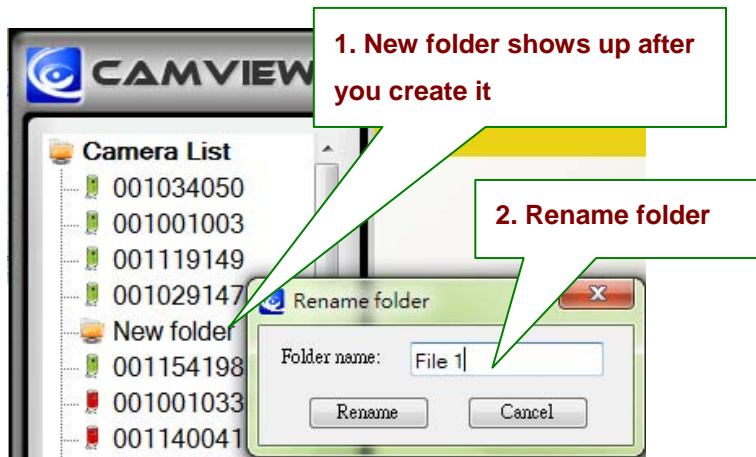 1. New folder shows up after
you create it
CAMVIEW
Camera List
001034050
001001003
001119149
001029147
New folder
001154198
001001033
001140041
2. Rename folder
Rename folder
Folder name:
File 1
Rename
Cancel